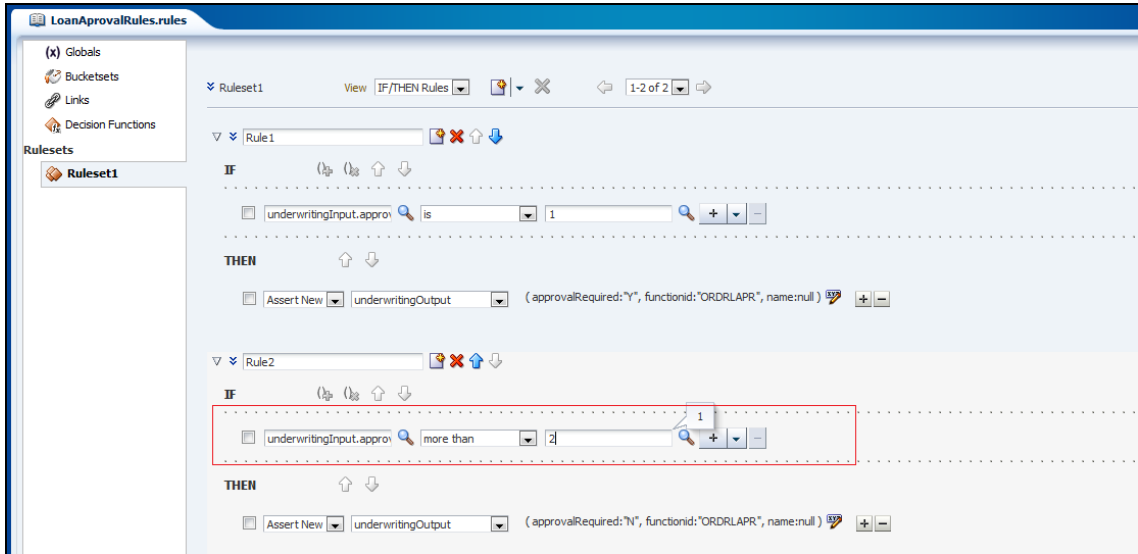 LoanAprovalRules.rules
(x) Globals
Bucketsets
Links
Decision Functions
Rulesets
Ruleset1
Ruleset1 View IF/THEN Rules 1-2 of 2
Rule1
IF
underwritingInput.approv is 1
THEN
Assert New underwritingOutput ( approvalRequired:"Y", functionid:"ORDRLAPR", name:null )
Rule2
IF
1
underwritingInput.approv more than 2
THEN
Assert New underwritingOutput ( approvalRequired:"N", functionid:"ORDRLAPR", name:null )